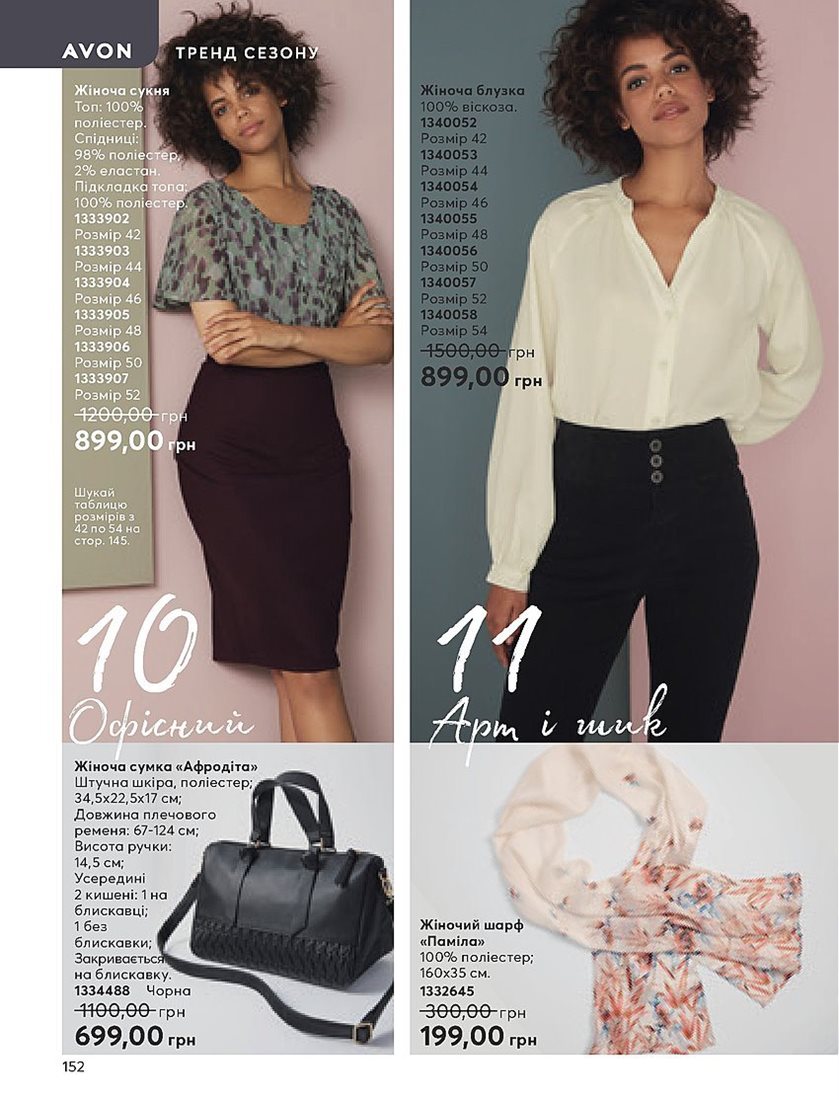 AVON
ТРЕНД СЕЗОНУ
Жіноча сукня
Топ: 100%
поліестер.
Спідниці:
98% поліестер,
2% еластан.
Підкладка топа:
100% поліестер.
1333902
Розмір 42
1333903
Розмір 44
1333904
Розмір 46
1333905
Розмір 48
1333906
Розмір 50
1333907
Розмір 52
1200,00 грн
899,00 грн
Шукай
таблицю
розмірів з
42 по 54 на
стор. 145.
10
Офісний
Жіноча блузка
100% віскоза.
1340052
Розмір 42
1340053
Розмір 44
1340054
Розмір 46
1340055
Розмір 48
1340056
Розмір 50
1340057
Розмір 52
1340058
Розмір 54
1500,00 грн
899,00 грн
11
Арт і шик
Жіноча сумка «Афродіта»
Штучна шкіра, поліестер;
34,5х22,5х17 см;
Довжина плечового
ременя: 67-124 см;
Висота ручки:
14,5 см;
Усередині
2 кишені: 1 на
блискавці;
1 без
блискавки;
Закривається
на блискавку.
1334488 Чорна
1100,00 грн
699,00 грн
Жіночий шарф
«Паміла»
100% поліестер;
160х35 см.
1332645
300,00 грн
199,00 грн
152